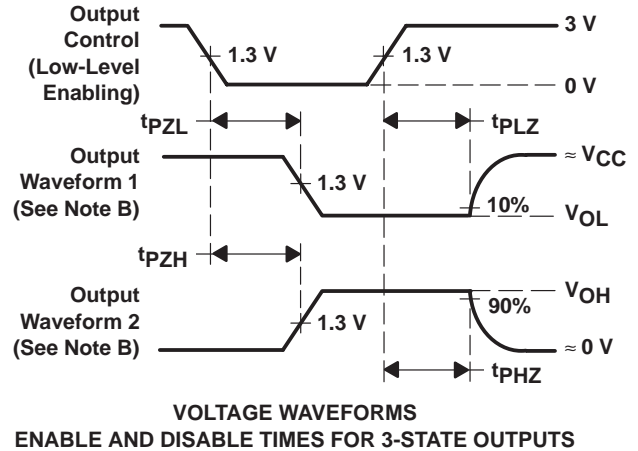 Output
Control
(Low-Level
Enabling)
1.3 V
1.3 V
3 V
0 V
tPZL
tPLZ
Output
Waveform 1
(See Note B)
1.3 V
≈ VCC
10%
VOL
tPZH
Output
Waveform 2
(See Note B)
1.3 V
VOH
90%
≈ 0 V
tPHZ
VOLTAGE WAVEFORMS
ENABLE AND DISABLE TIMES FOR 3-STATE OUTPUTS